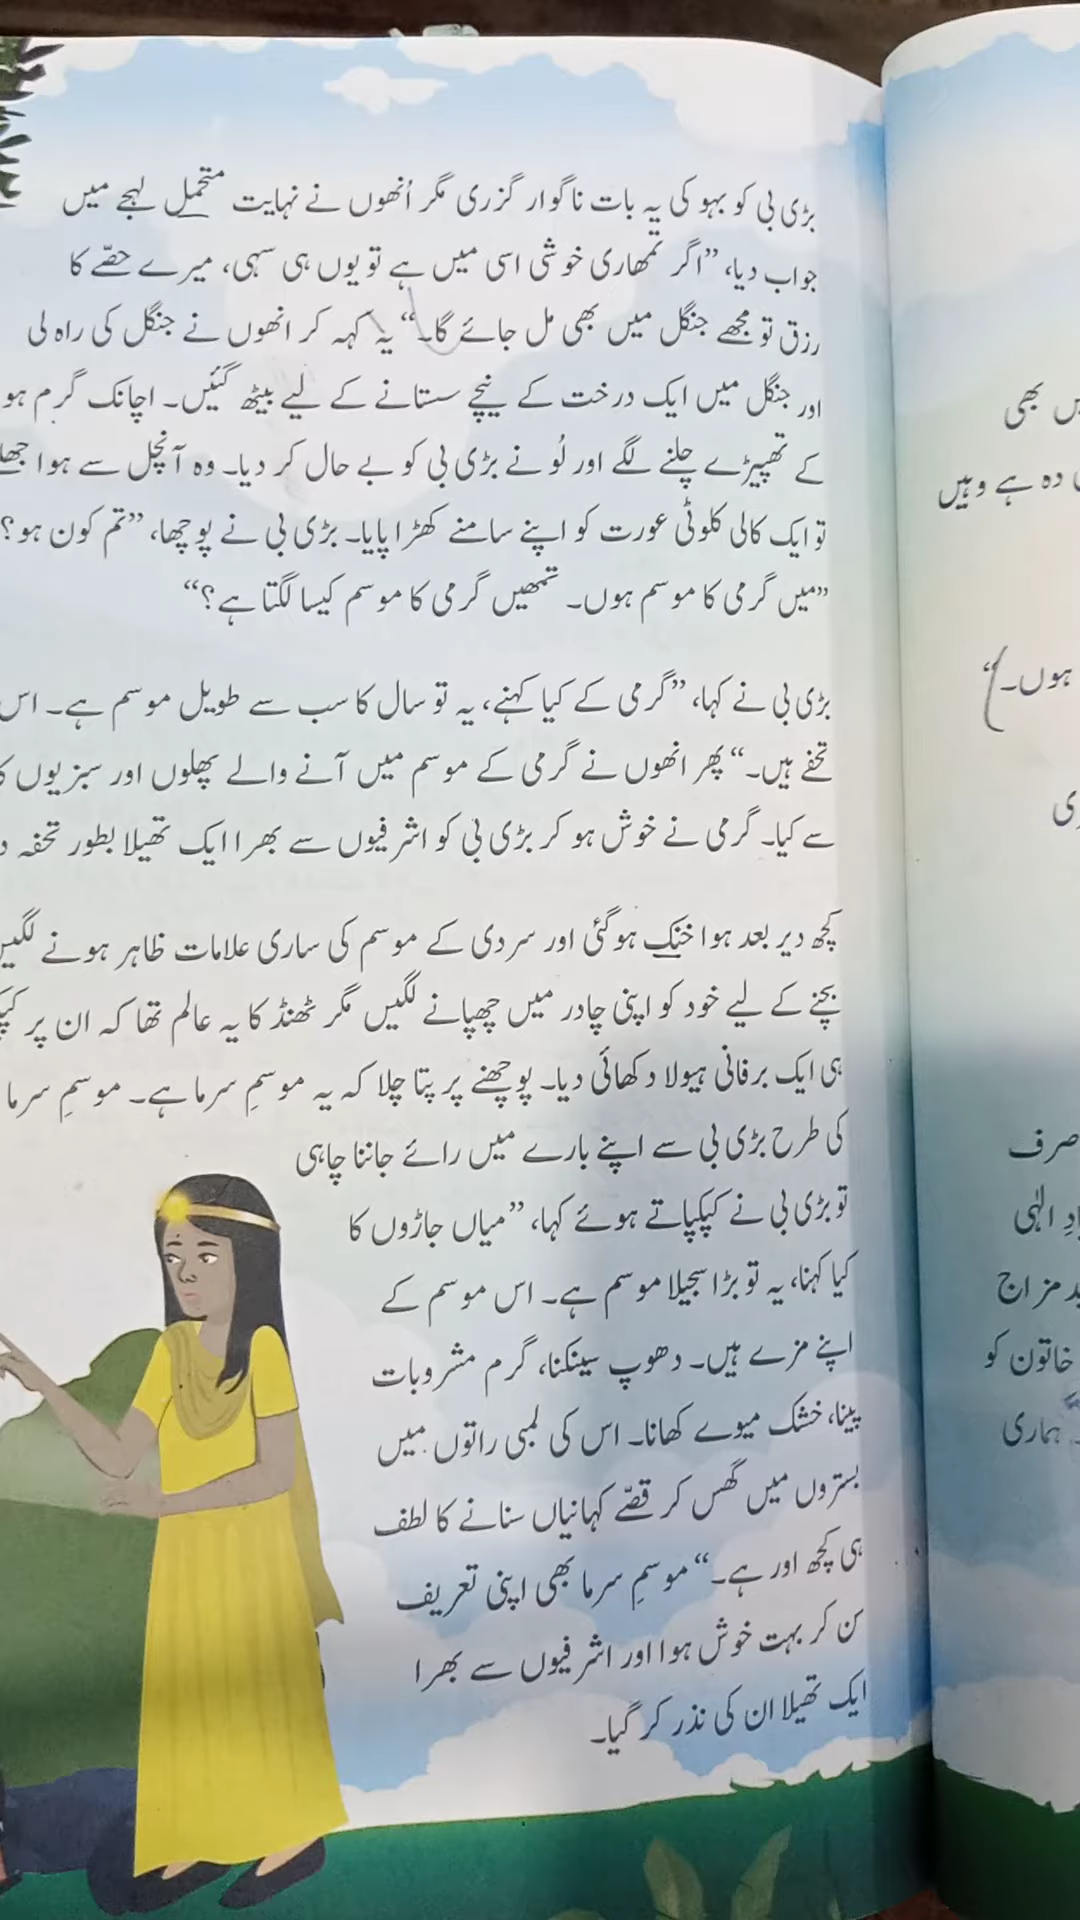 بڑی بی کو بہو کی یہ بات ناگوار گزری مگر اُنھوں نے نہایت متحمل لہجے میں
جواب دیا، ”اگر تمھاری خوشی اسی میں ہے تو یوں ہی سہی، میرے حصّے کا
رزق تو مجھے جنگل میں بھی مل جائے گا۔“ یہ کہہ کر انھوں نے جنگل کی راہ لی
اور جنگل میں ایک درخت کے نیچے سستانے کے لیے بیٹھ گئیں۔ اچانک گرم ہو
کے تھپیڑے چلنے لگے اور لُو نے بڑی بی کو بے حال کر دیا۔ وہ آنچل سے ہوا
تو ایک کالی کلوٹی عورت کو اپنے سامنے کھڑا پایا۔ بڑی بی نے پوچھا، ”تم کون ہو؟
”میں گرمی کا موسم ہوں۔ تمھیں گرمی کا موسم کیسا لگتا ہے؟“
بڑی بی نے کہا، ”گرمی کے کیا کہنے، یہ تو سال کا سب سے طویل موسم ہے۔ اس
تحفے ہیں۔“ پھر انھوں نے گرمی کے موسم میں آنے والے پھلوں اور سبزیوں
سے کیا۔ گرمی نے خوش ہو کر بڑی بی کو اشرفیوں سے بھرا ایک تھیلا بطور تحفہ
کچھ دیر بعد ہوا خنک ہوگئی اور سردی کے موسم کی ساری علامات ظاہر ہونے
بچنے کے لیے خود کو اپنی چادر میں چھپانے لگیں مگر ٹھنڈ کا یہ عالم تھا کہ ان پر
ہی ایک برفانی ہیولا دکھائی دیا۔ پوچھنے پر پتا چلا کہ یہ موسمِ سرما ہے۔ موسمِ سرما
کی طرح بڑی بی سے اپنے بارے میں رائے جاننا چاہی
تو بڑی بی نے کپکپاتے ہوئے کہا، ”میاں جاڑوں کا
کیا کہنا، یہ تو بڑا سجیلا موسم ہے۔ اس موسم کے
اپنے مزے ہیں۔ دھوپ سینکنا، گرم مشروبات
پینا، خشک میوے کھانا۔ اس کی لمبی راتوں میں
بستروں میں گھس کر قصّے کہانیاں سنانے کا لطف
ہی کچھ اور ہے۔“ موسمِ سرما بھی اپنی تعریف
سن کر بہت خوش ہوا اور اشرفیوں سے بھرا
ایک تھیلا ان کی نذر کر گیا۔
بھی
دہ ہے وہیں
ہوں۔“
صرف
الٰہی
مزاج
خاتون کو
ہماری